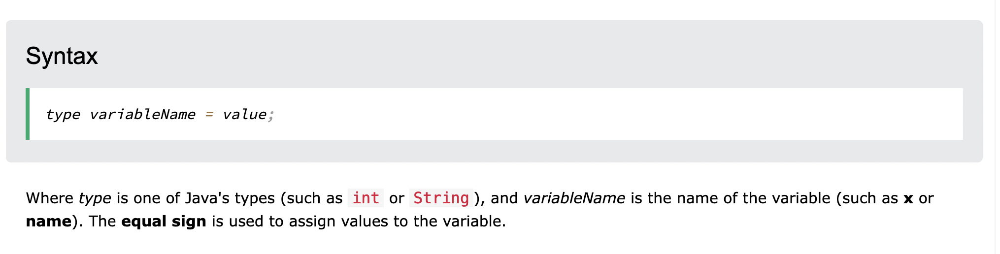 Syntax
type variableName = value;
Where type is one of Java's types (such as int or String), and variableName is the name of the variable (such as x or
name). The equal sign is used to assign values to the variable.